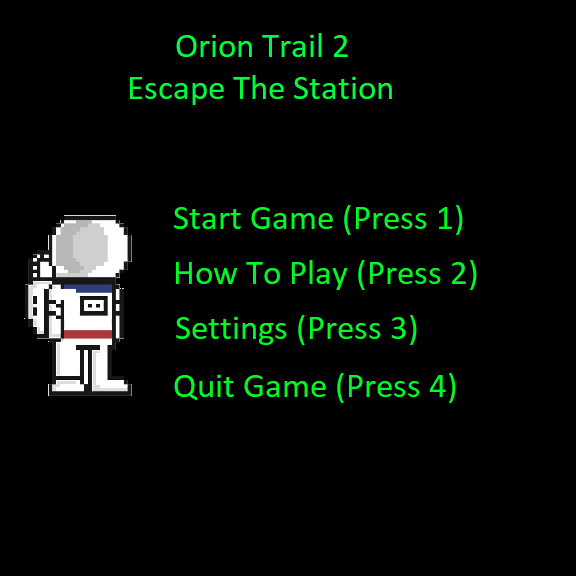 Orion Trail 2
Escape The Station
Start Game (Press 1)
How To Play (Press 2)
Settings (Press 3)
Quit Game (Press 4)